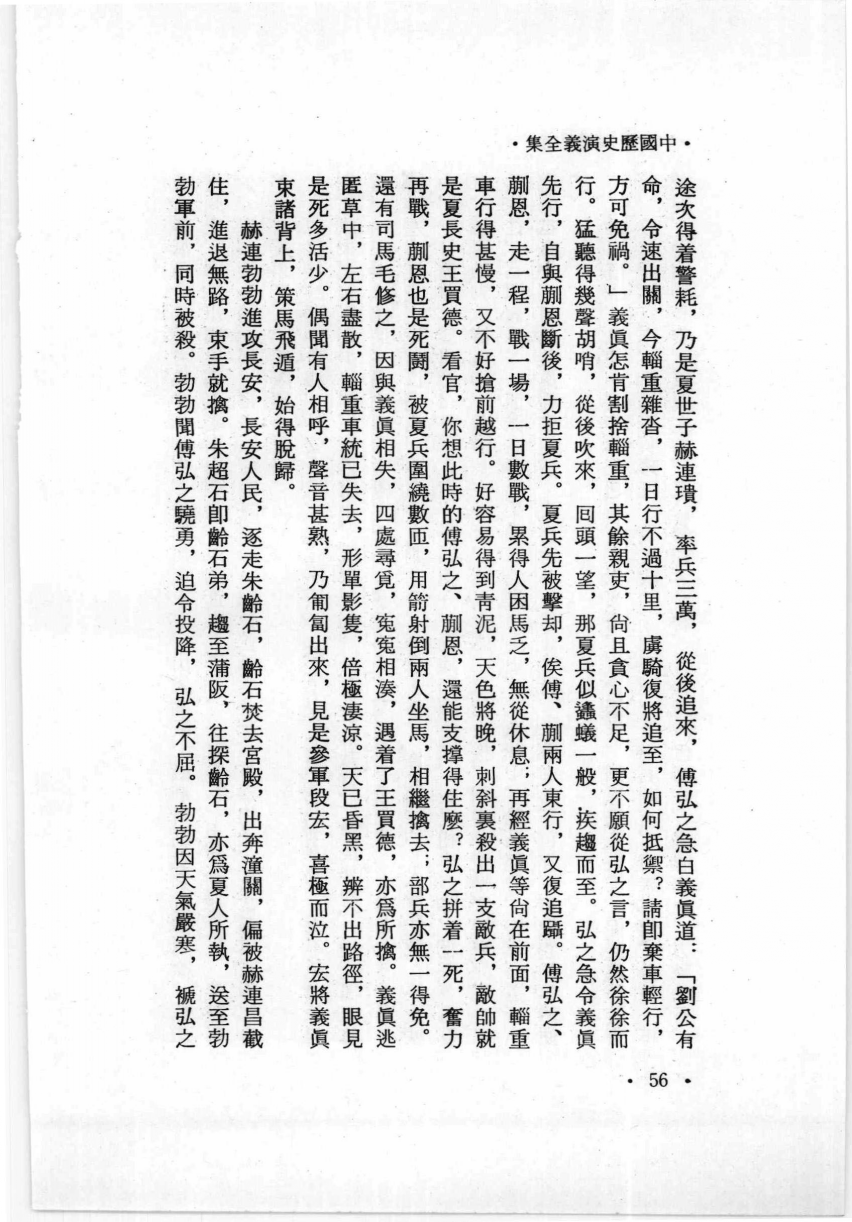 ·中國歷史演義全集·
途次得着警耗，乃是夏世子赫連璝，率兵三萬，從後追來，傅弘之急白義眞道：「劉公有
命，令速出關，今輜重雜沓，一日行不過十里，虜騎復將追至，如何抵禦？請卽棄車輕行，
方可免禍。」義眞怎肯割捨輜重，其餘親吏，尙且貪心不足，更不願從弘之言，仍然徐徐而
行。猛聽得幾聲胡哨，從後吹來，囘頭一望，那夏兵似蠭蟻一般，疾趨而至。弘之急令義眞
先行，自與蒯恩斷後，力拒夏兵。夏兵先被擊却，俟傅、蒯兩人東行，又復追躡。傅弘之、
蒯恩，走一程，戰一場，一日數戰，累得人困馬乏，無從休息；再經義眞等尙在前面，輜重
車行得甚慢，又不好搶前越行。好容易得到靑泥，天色將晚，刺斜裏殺出一支敵兵，敵帥就
是夏長史王買德。看官，你想此時的傅弘之、蒯恩，還能支撐得住麼？弘之拼着一死，奮力
再戰，蒯恩也是死鬪，被夏兵圍繞數匝，用箭射倒兩人坐馬，相繼擒去；部兵亦無一得免。
還有司馬毛修之，因與義眞相失，四處尋覓，寃寃相湊，遇着了王買德，亦爲所擒。義眞逃
匿草中，左右盡散，輜重車統已失去，形單影隻，倍極淒涼。天已昏黑，辨不出路徑，眼見
是死多活少。偶聞有人相呼，聲音甚熟，乃匍匐出來，見是參軍段宏，喜極而泣。宏將義眞
束諸背上，策馬飛遁，始得脫歸。
赫連勃勃進攻長安，長安人民，逐走朱齡石，齡石焚去宮殿，出奔潼關，偏被赫連昌截
住，進退無路，束手就擒。朱超石卽齡石弟，趨至蒲阪，往探齡石，亦爲夏人所執，送至勃
勃軍前，同時被殺。勃勃聞傅弘之驍勇，迫令投降，弘之不屈。勃勃因天氣嚴寒，褫弘之
·56·